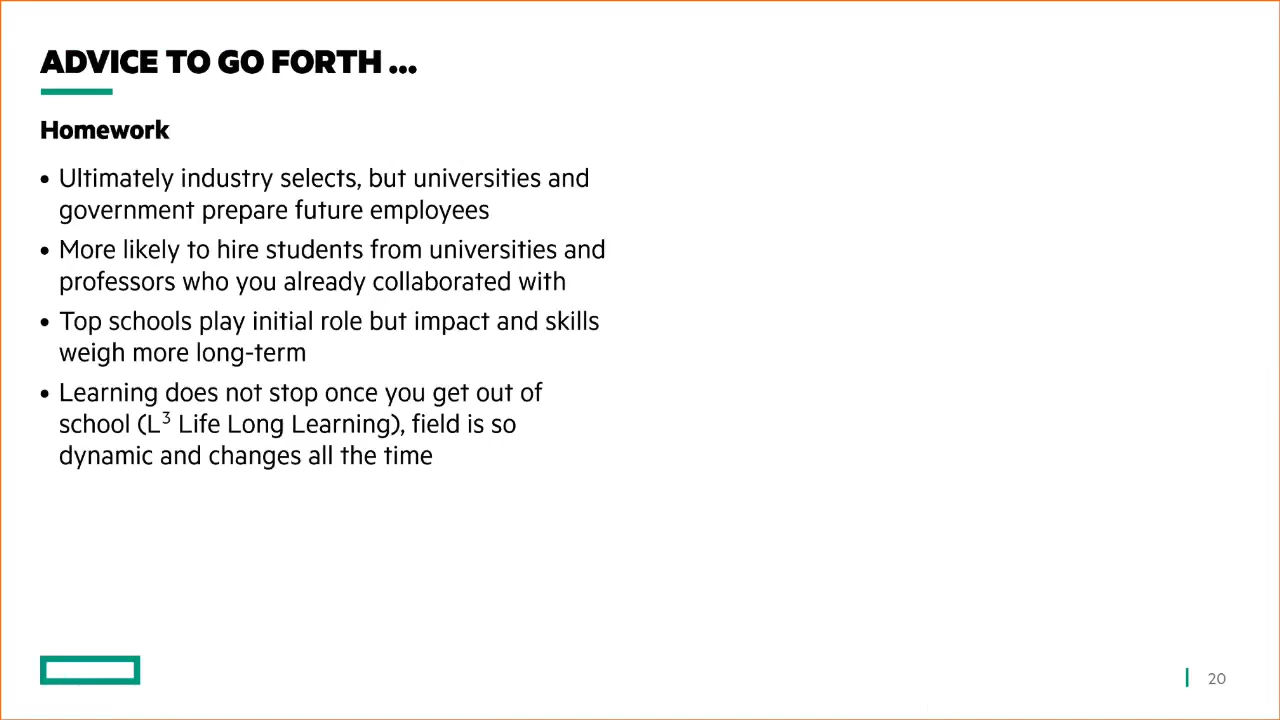 ADVICE TO GO FORTH ...
Homework
• Ultimately industry selects, but universities and
government prepare future employees
• More likely to hire students from universities and
professors who you already collaborated with
• Top schools play initial role but impact and skills
weigh more long-term
• Learning does not stop once you get out of
school (L³ Life Long Learning), field is so
dynamic and changes all the time
20